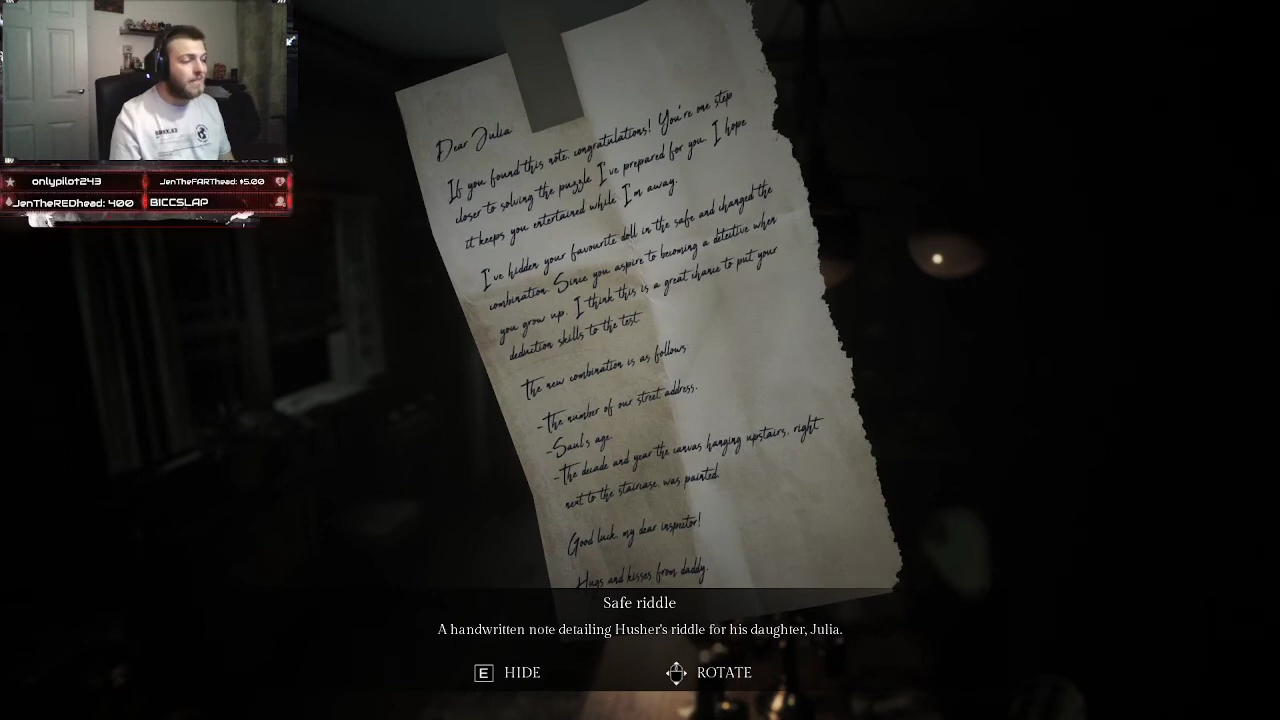 onlypilot243
JenTheFARThead: $5.00
JenTheREDhead: 400
BICCSLAP
Dear Julia
If you found this note, congratulations! You're one step
closer to solving the puzzle I've prepared for you. I hope
it keeps you entertained while I'm away.
I've hidden your favourite doll in the safe and changed the
combination. Since you aspire to becoming a detective when
you grow up, I think this is a great chance to put your
deduction skills to the test.
The new combination is as follows:
-The number of our street address.
-Saul's age.
-The decade and year the canvas hanging upstairs, right
next to the staircase, was painted.
Good luck, my dear inspector!
Hugs and kisses from daddy.
Safe riddle
A handwritten note detailing Husher's riddle for his daughter, Julia.
E HIDE
ROTATE